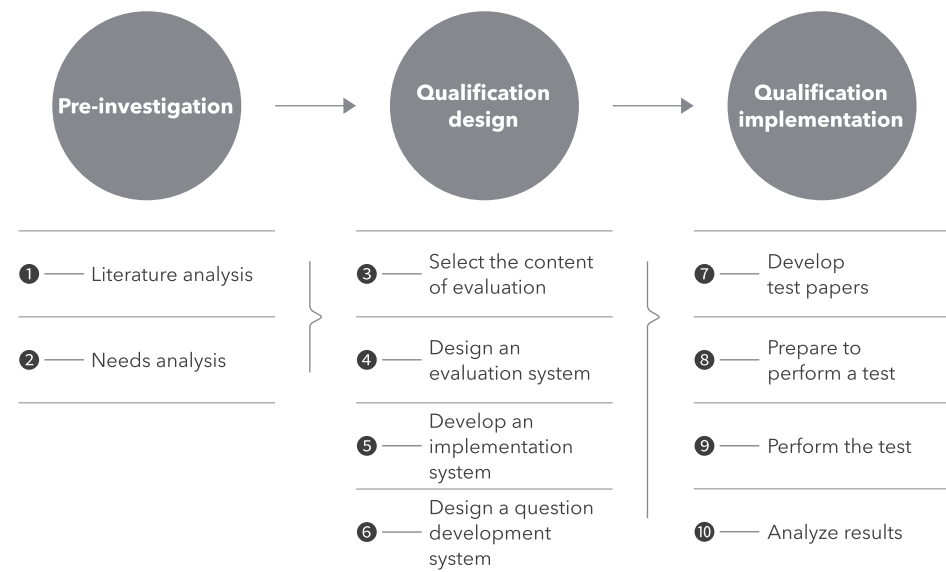 Pre-investigation
Qualification
design
Qualification
implementation
1 Literature analysis
2 Needs analysis
3 Select the content
of evaluation
4 Design an
evaluation system
5 Develop an
implementation
system
6 Design a question
development
system
7 Develop
test papers
8 Prepare to
perform a test
9 Perform the test
10 Analyze results